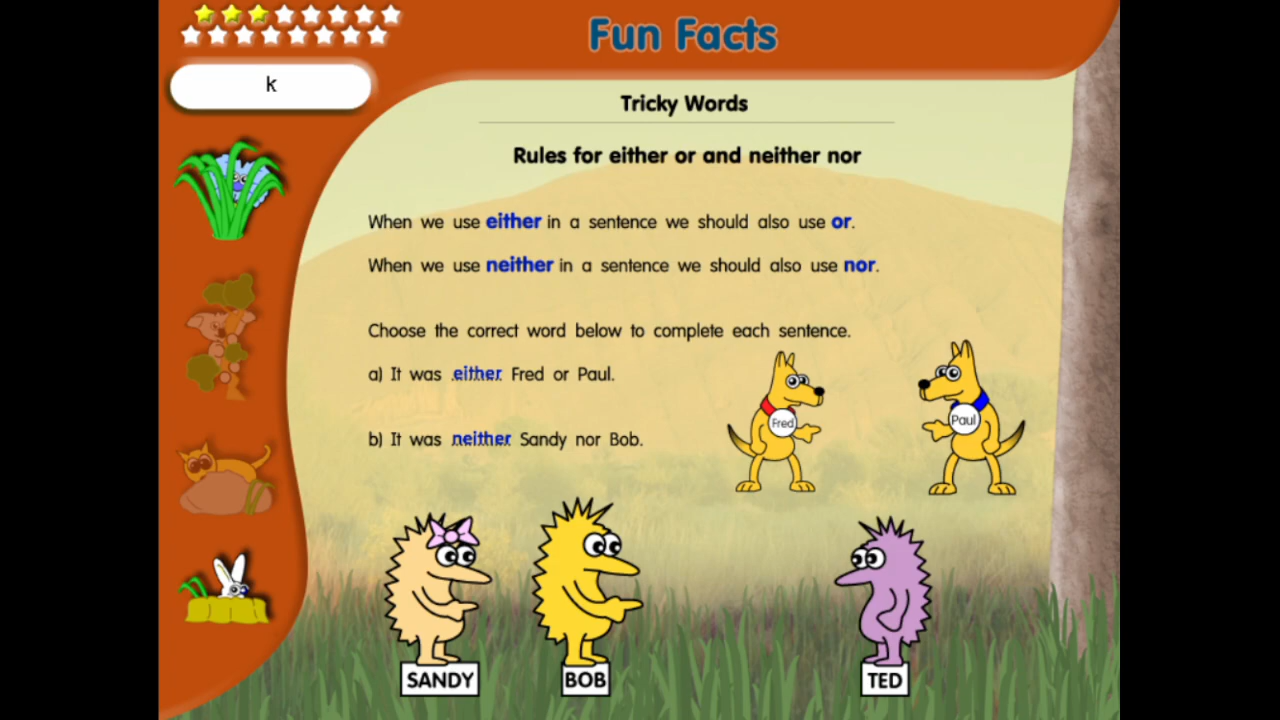 Fun Facts
k
Tricky Words
Rules for either or and neither nor
When we use either in a sentence we should also use or.
When we use neither in a sentence we should also use nor.
Choose the correct word below to complete each sentence.
a) It was either Fred or Paul.
b) It was neither Sandy nor Bob.
Fred
Paul
SANDY
BOB
TED